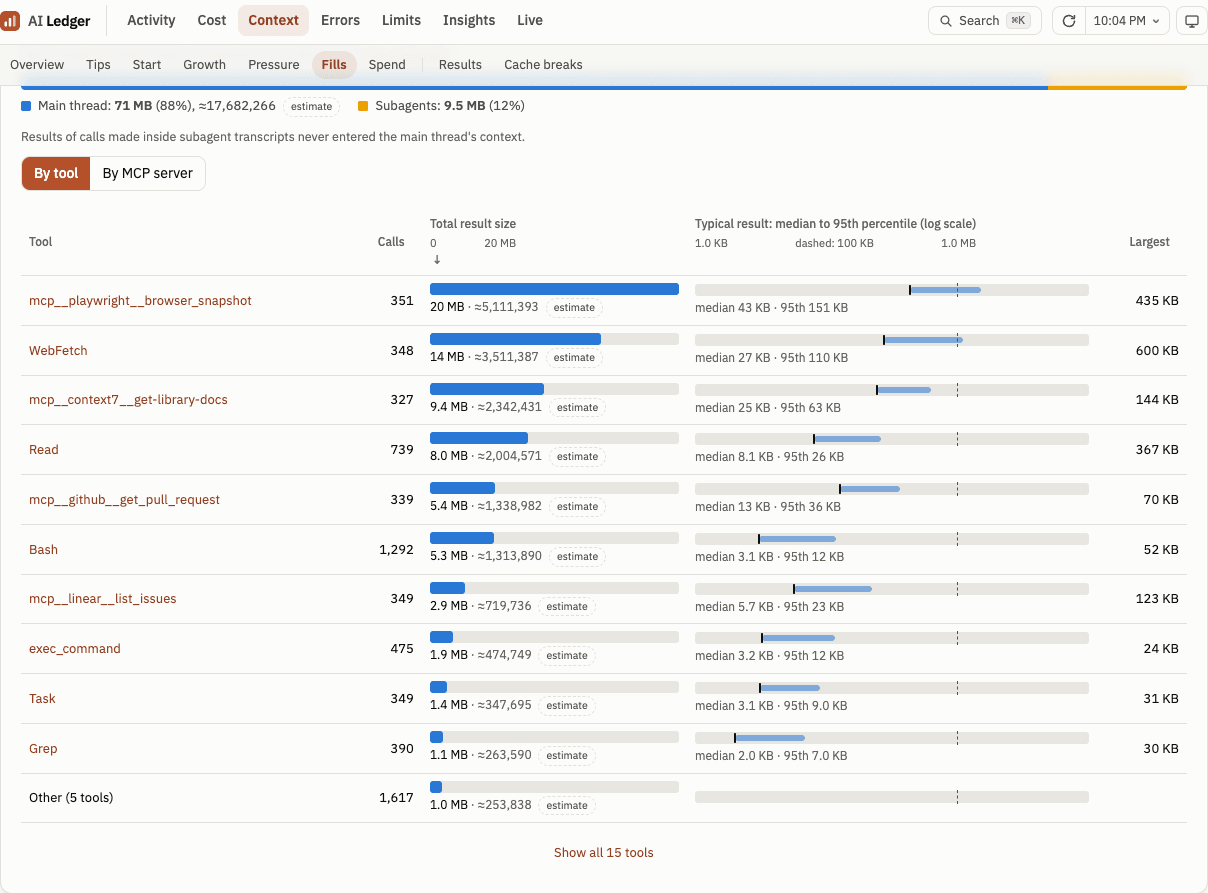 AI Ledger
Activity Cost Context Errors Limits Insights Live
Search ⌘K
10:04 PM
Overview Tips Start Growth Pressure Fills Spend Results Cache breaks
Main thread: 71 MB (88%), ≈17,682,266 estimate Subagents: 9.5 MB (12%)
Results of calls made inside subagent transcripts never entered the main thread's context.
By tool By MCP server
Tool Calls Total result size Typical result: median to 95th percentile (log scale) Largest
0 20 MB 1.0 KB dashed: 100 KB 1.0 MB
↓
mcp__playwright__browser_snapshot 351 20 MB · ≈5,111,393 estimate median 43 KB · 95th 151 KB 435 KB
WebFetch 348 14 MB · ≈3,511,387 estimate median 27 KB · 95th 110 KB 600 KB
mcp__context7__get-library-docs 327 9.4 MB · ≈2,342,431 estimate median 25 KB · 95th 63 KB 144 KB
Read 739 8.0 MB · ≈2,004,571 estimate median 8.1 KB · 95th 26 KB 367 KB
mcp__github__get_pull_request 339 5.4 MB · ≈1,338,982 estimate median 13 KB · 95th 36 KB 70 KB
Bash 1,292 5.3 MB · ≈1,313,890 estimate median 3.1 KB · 95th 12 KB 52 KB
mcp__linear__list_issues 349 2.9 MB · ≈719,736 estimate median 5.7 KB · 95th 23 KB 123 KB
exec_command 475 1.9 MB · ≈474,749 estimate median 3.2 KB · 95th 12 KB 24 KB
Task 349 1.4 MB · ≈347,695 estimate median 3.1 KB · 95th 9.0 KB 31 KB
Grep 390 1.1 MB · ≈263,590 estimate median 2.0 KB · 95th 7.0 KB 30 KB
Other (5 tools) 1,617 1.0 MB · ≈253,838 estimate
Show all 15 tools